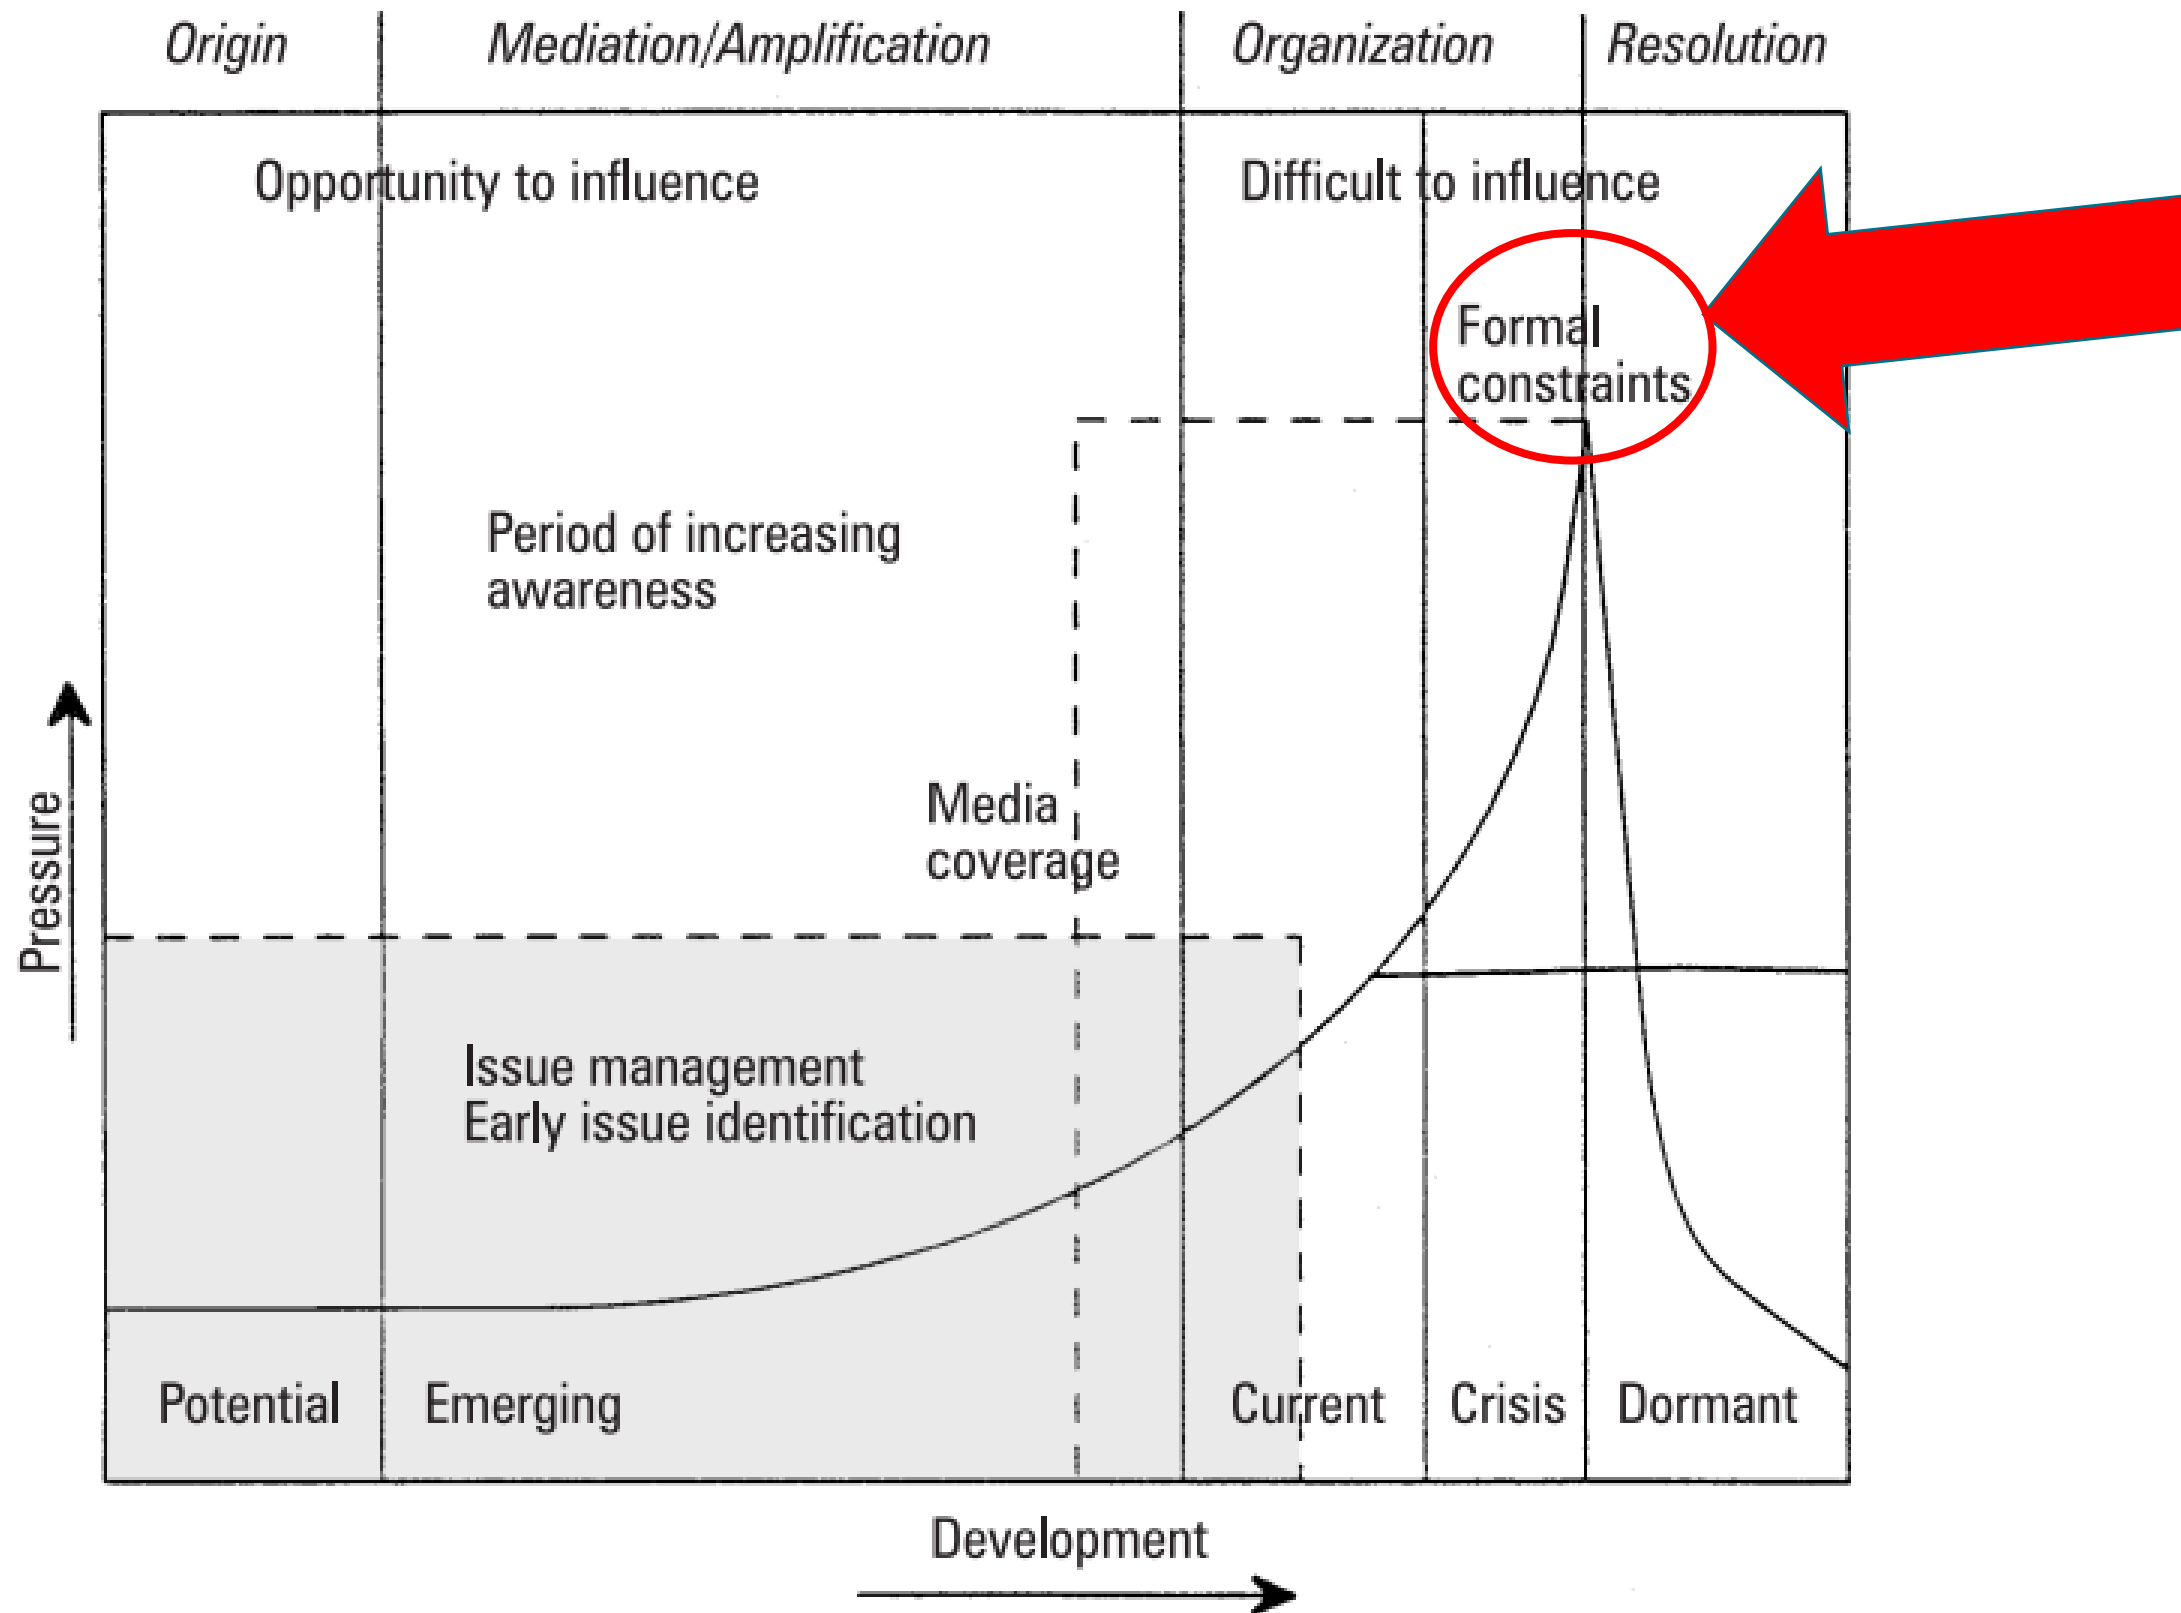 Origin
Mediation/Amplification
Organization
Resolution
Opportunity to influence
Difficult to influence
Formal
constraints
Period of increasing
awareness
Media
coverage
Pressure
Issue management
Early issue identification
Potential
Emerging
Current
Crisis
Dormant
Development